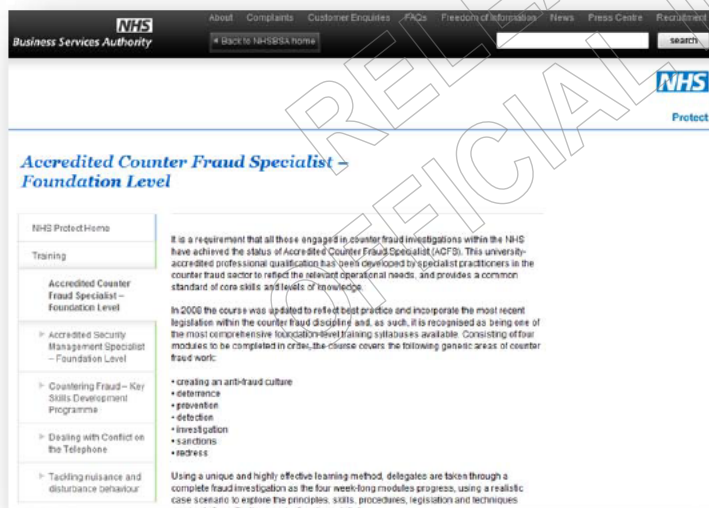 NHS
Business Services Authority
About Complaints Customer Enquiries FAQs Freedom of Information News Press Centre Recruitment
Back to NHSBSA home
search
NHS
Protect
Accredited Counter Fraud Specialist –
Foundation Level
NHS Protect Home
Training
Accredited Counter
Fraud Specialist –
Foundation Level
Accredited Security
Management Specialist
– Foundation Level
Countering Fraud – Key
Skills Development
Programme
Dealing with Conflict on
the Telephone
Tackling nuisance and
disturbance behaviour
It is a requirement that all those engaged in counter fraud investigations within the NHS
have achieved the status of Accredited Counter Fraud Specialist (ACFS). This university-
accredited professional qualification has been developed by specialist practitioners in the
counter fraud sector to reflect the relevant operational needs, and provides a common
standard of core skills and levels of knowledge.
In 2008 the course was updated to reflect best practice and incorporate the most recent
legislation within the counter fraud discipline and, as such, it is recognised as being one of
the most comprehensive foundation-level training syllabuses available. Consisting of four
modules to be completed in order, the course covers the following generic areas of counter
fraud work:
• creating an anti-fraud culture
• deterrence
• prevention
• detection
• investigation
• sanctions
• redress
Using a unique and highly effective learning method, delegates are taken through a
complete fraud investigation as the four week-long modules progress, using a realistic
case scenario to explore the principles, skills, procedures, legislation and techniques